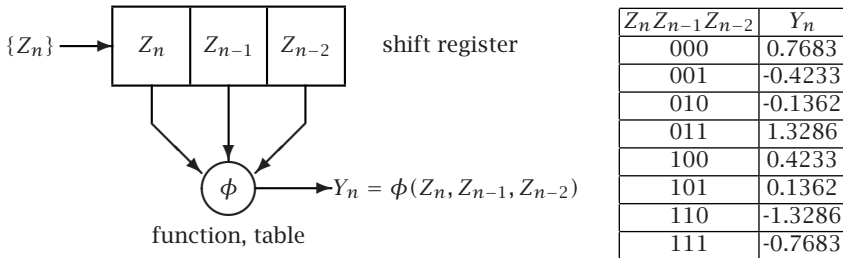 {Z_n} Z_n Z_{n−1} Z_{n−2} shift register
ϕ Y_n = ϕ(Z_n, Z_{n−1}, Z_{n−2})
function, table
Z_n Z_{n−1} Z_{n−2} Y_n
000 0.7683
001 -0.4233
010 -0.1362
011 1.3286
100 0.4233
101 0.1362
110 -1.3286
111 -0.7683